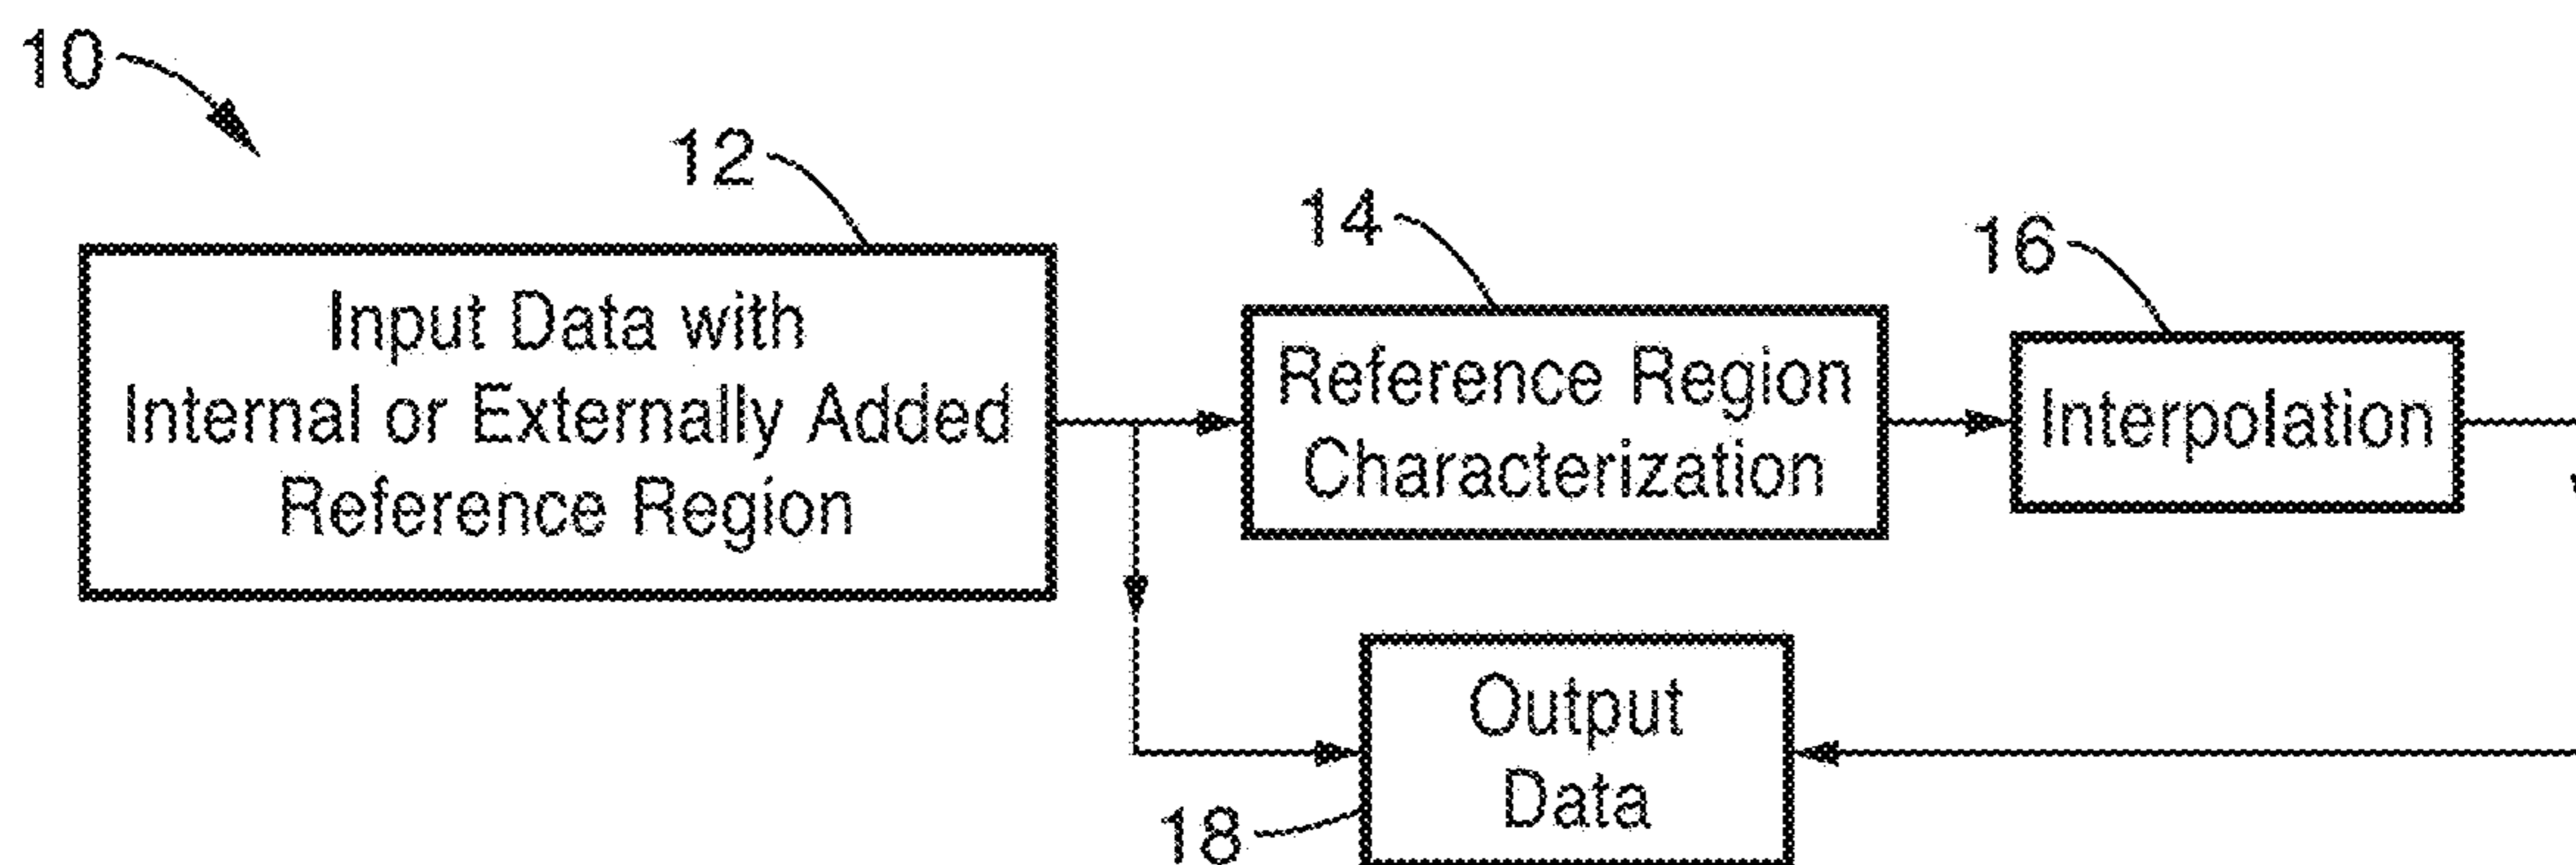 10
12
Input Data with
Internal or Externally Added
Reference Region
14
Reference Region
Characterization
16
Interpolation
Output
Data
18